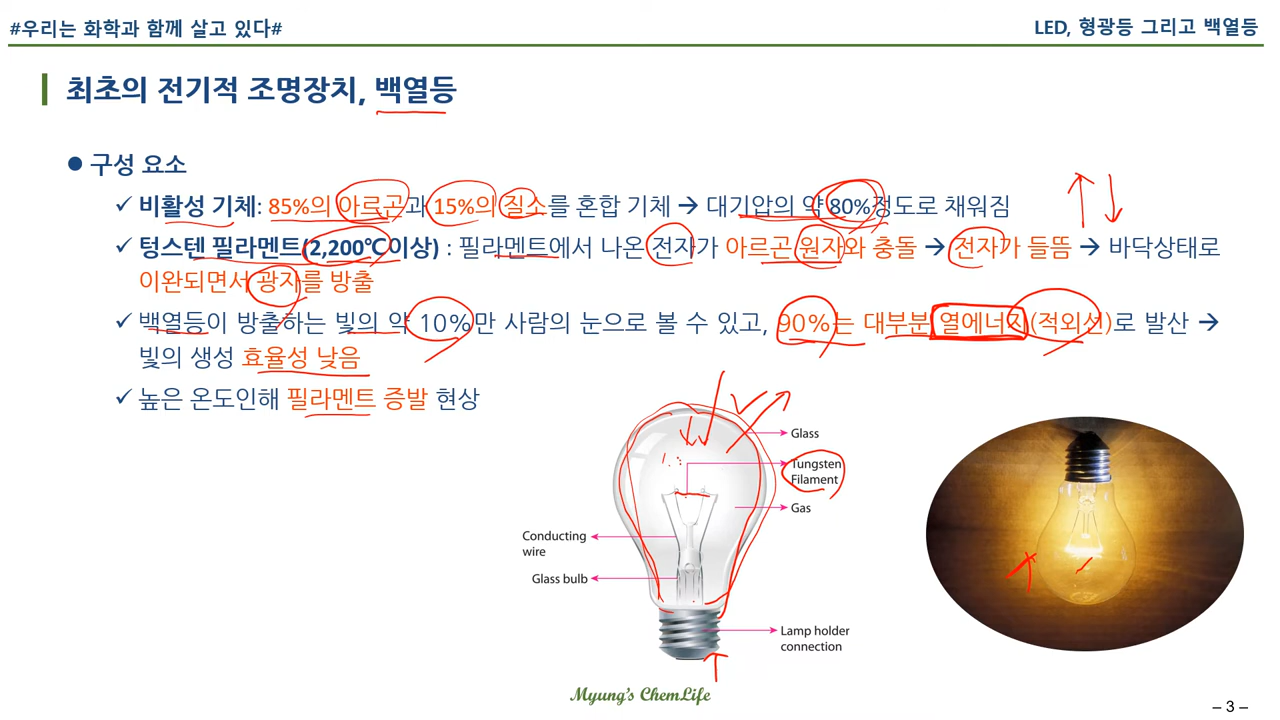 #우리는 화학과 함께 살고 있다#
LED, 형광등 그리고 백열등
최초의 전기적 조명장치, 백열등
● 구성 요소
✓ 비활성 기체: 85%의 아르곤과 15%의 질소를 혼합 기체 → 대기압의 약 80%정도로 채워짐
✓ 텅스텐 필라멘트(2,200℃이상) : 필라멘트에서 나온 전자가 아르곤 원자와 충돌 → 전자가 들뜸 → 바닥상태로
이완되면서 광자를 방출
✓ 백열등이 방출하는 빛의 약 10%만 사람의 눈으로 볼 수 있고, 90%는 대부분 열에너지(적외선)로 발산 →
빛의 생성 효율성 낮음
✓ 높은 온도인해 필라멘트 증발 현상
Glass
Tungsten
Filament
Gas
Conducting
wire
Glass bulb
Lamp holder
connection
Myung's ChemLife
– 3 –